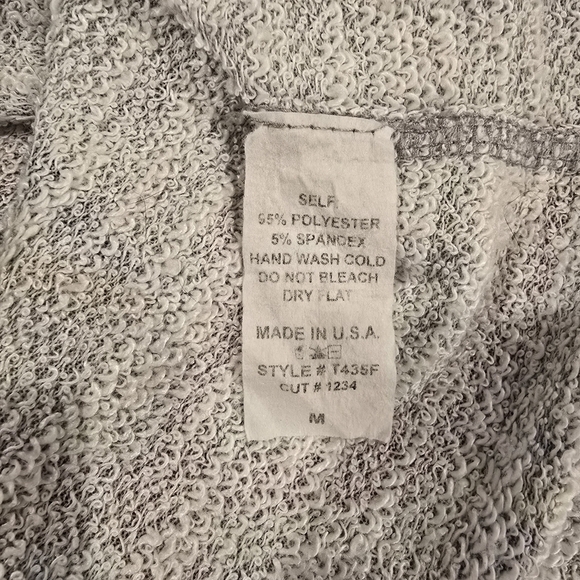 SELF
95% POLYESTER
5% SPANDEX
HAND WASH COLD
DO NOT BLEACH
DRY FLAT
MADE IN U.S.A.
STYLE # T435F
CUT # 1234
M